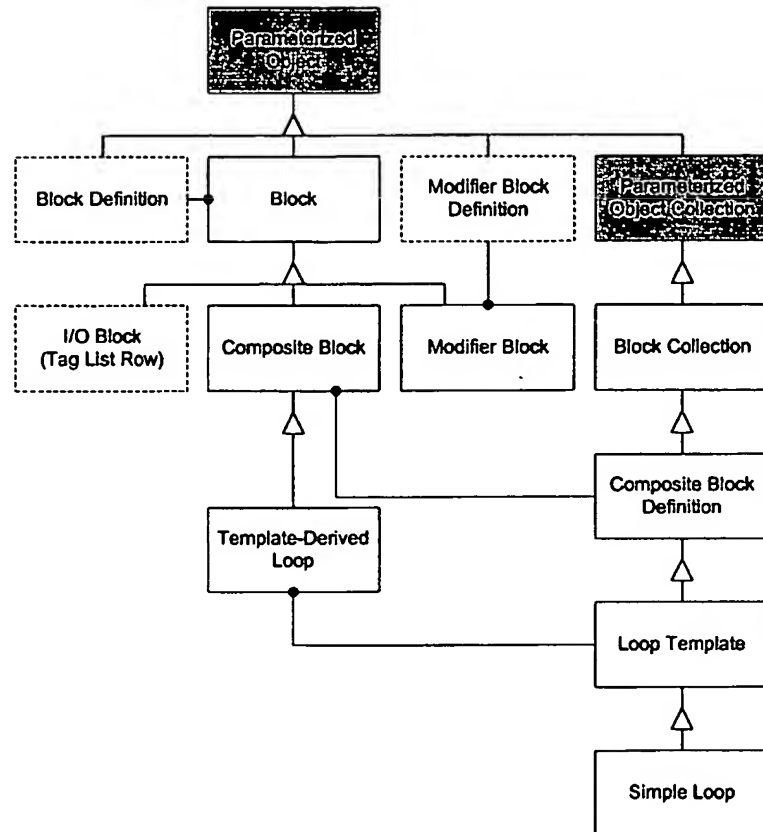 Parameterized
Object
Block Definition
Block
Modifier Block
Definition
Parameterized
Object Collection
I/O Block
(Tag List Row)
Composite Block
Modifier Block
Block Collection
Composite Block
Definition
Template-Derived
Loop
Loop Template
Simple Loop